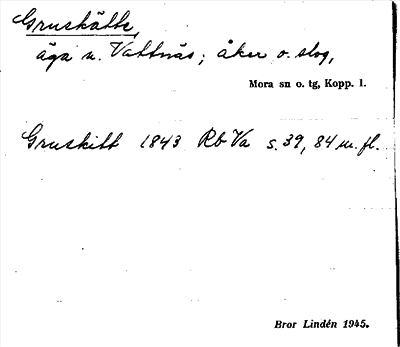 Gruskätte,
äga n. Vattnäs; åker o. slog,
Mora sn o. tg, Kopp. l.
Gruskitt 1843 Rb Va s. 39, 84 m. fl.
Bror Lindén 1945.